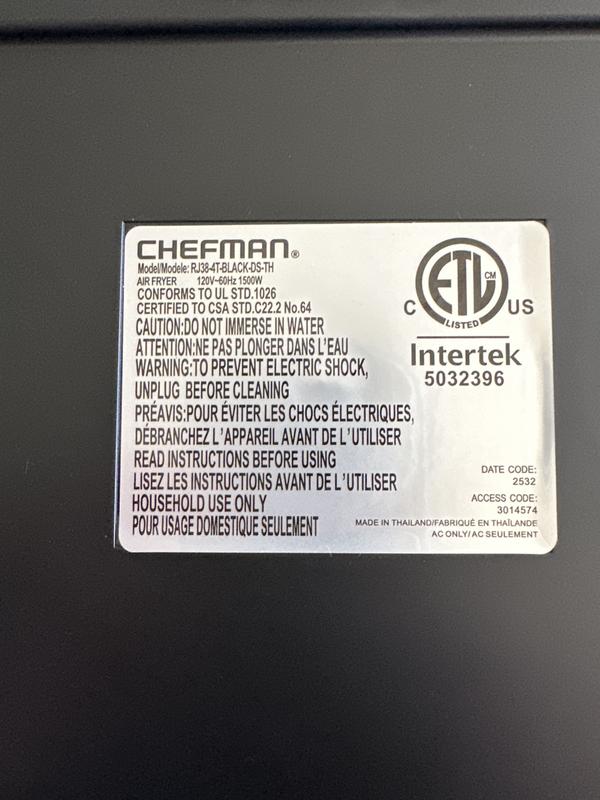 CHEFMAN®
Model/Modele: RJ38-4T-BLACK-DS-TH
AIR FRYER 120V~60Hz 1500W
CONFORMS TO UL STD.1026
CERTIFIED TO CSA STD.C22.2 No.64
CAUTION:DO NOT IMMERSE IN WATER
ATTENTION:NE PAS PLONGER DANS L'EAU
WARNING:TO PREVENT ELECTRIC SHOCK,
UNPLUG BEFORE CLEANING
PRÉAVIS:POUR ÉVITER LES CHOCS ÉLECTRIQUES,
DÉBRANCHEZ L'APPAREIL AVANT DE L'UTILISER
READ INSTRUCTIONS BEFORE USING
LISEZ LES INSTRUCTIONS AVANT DE L'UTILISER
HOUSEHOLD USE ONLY
POUR USAGE DOMESTIQUE SEULEMENT
ETL CM
C US
LISTED
Intertek
5032396
DATE CODE:
2532
ACCESS CODE:
3014574
MADE IN THAILAND/FABRIQUÉ EN THAÏLANDE
AC ONLY/AC SEULEMENT